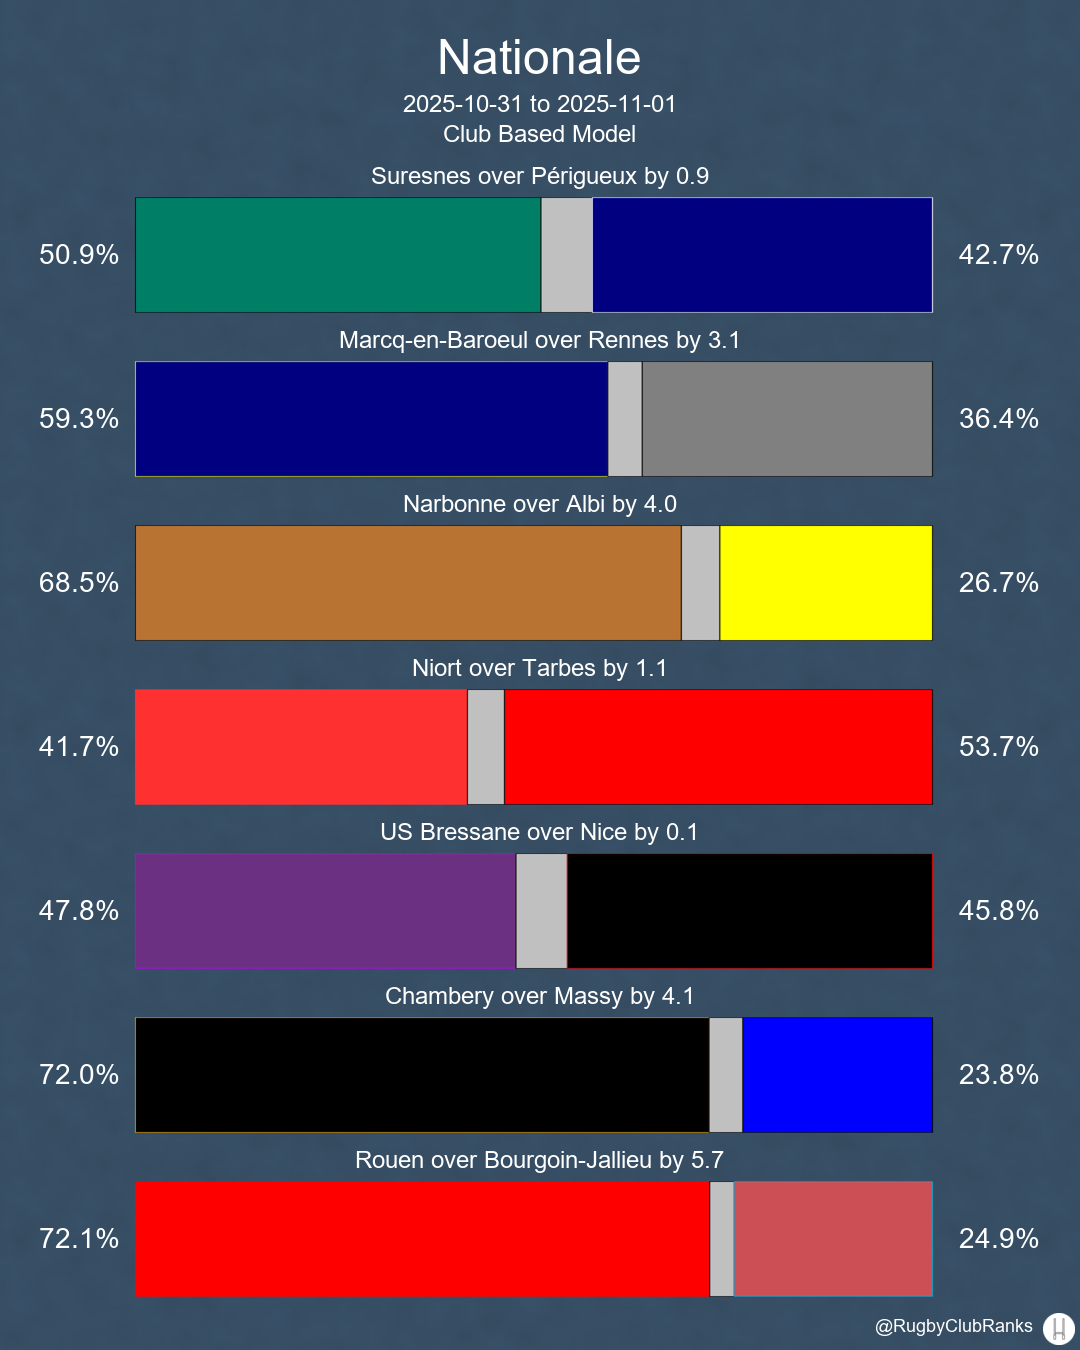 Nationale
2025-10-31 to 2025-11-01
Club Based Model
Suresnes over Périgueux by 0.9
50.9%
42.7%
Marcq-en-Baroeul over Rennes by 3.1
59.3%
36.4%
Narbonne over Albi by 4.0
68.5%
26.7%
Niort over Tarbes by 1.1
41.7%
53.7%
US Bressane over Nice by 0.1
47.8%
45.8%
Chambery over Massy by 4.1
72.0%
23.8%
Rouen over Bourgoin-Jallieu by 5.7
72.1%
24.9%
@RugbyClubRanks